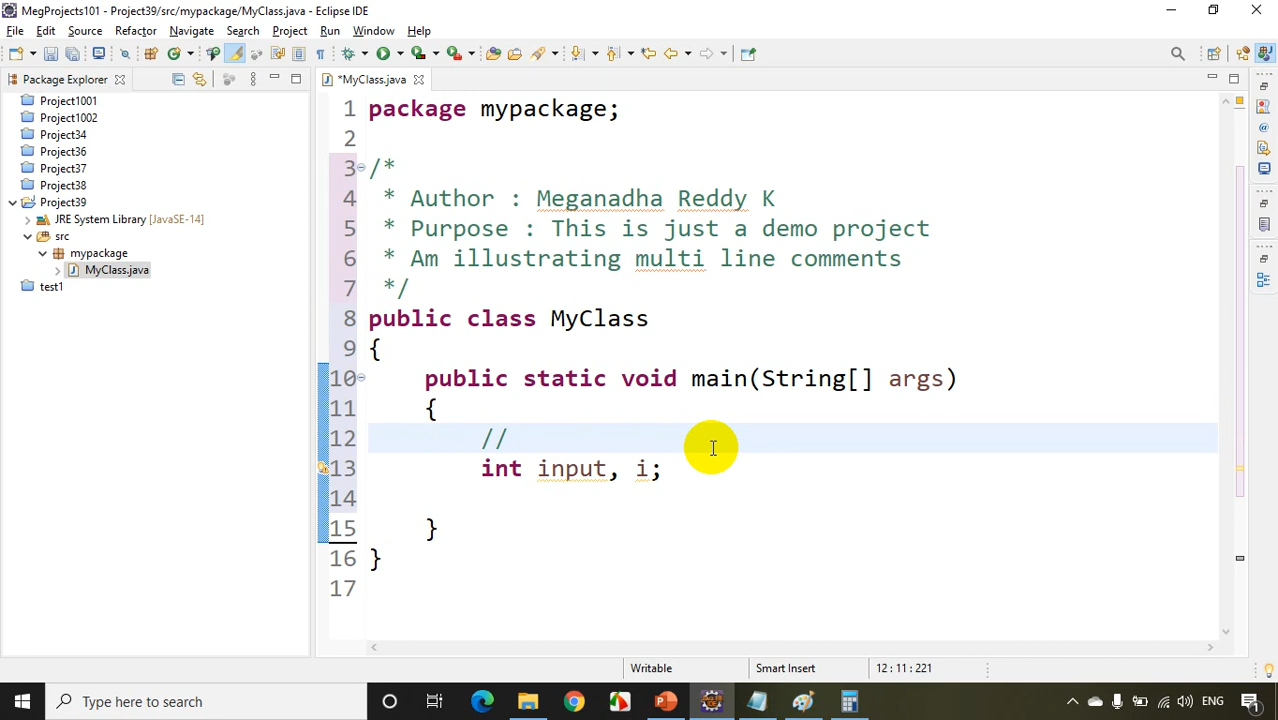 MegProjects101 - Project39/src/mypackage/MyClass.java - Eclipse IDE
File Edit Source Refactor Navigate Search Project Run Window Help
Package Explorer
*MyClass.java
Project1001
Project1002
Project34
Project36
Project37
Project38
Project39
JRE System Library [JavaSE-14]
src
mypackage
MyClass.java
test1
1 package mypackage;
2
3 /*
4 * Author : Meganadha Reddy K
5 * Purpose : This is just a demo project
6 * Am illustrating multi line comments
7 */
8 public class MyClass
9 {
10 public static void main(String[] args)
11 {
12 //
13 int input, i;
14
15 }
16 }
17
Writable Smart Insert 12 : 11 : 221
Type here to search ENG 1